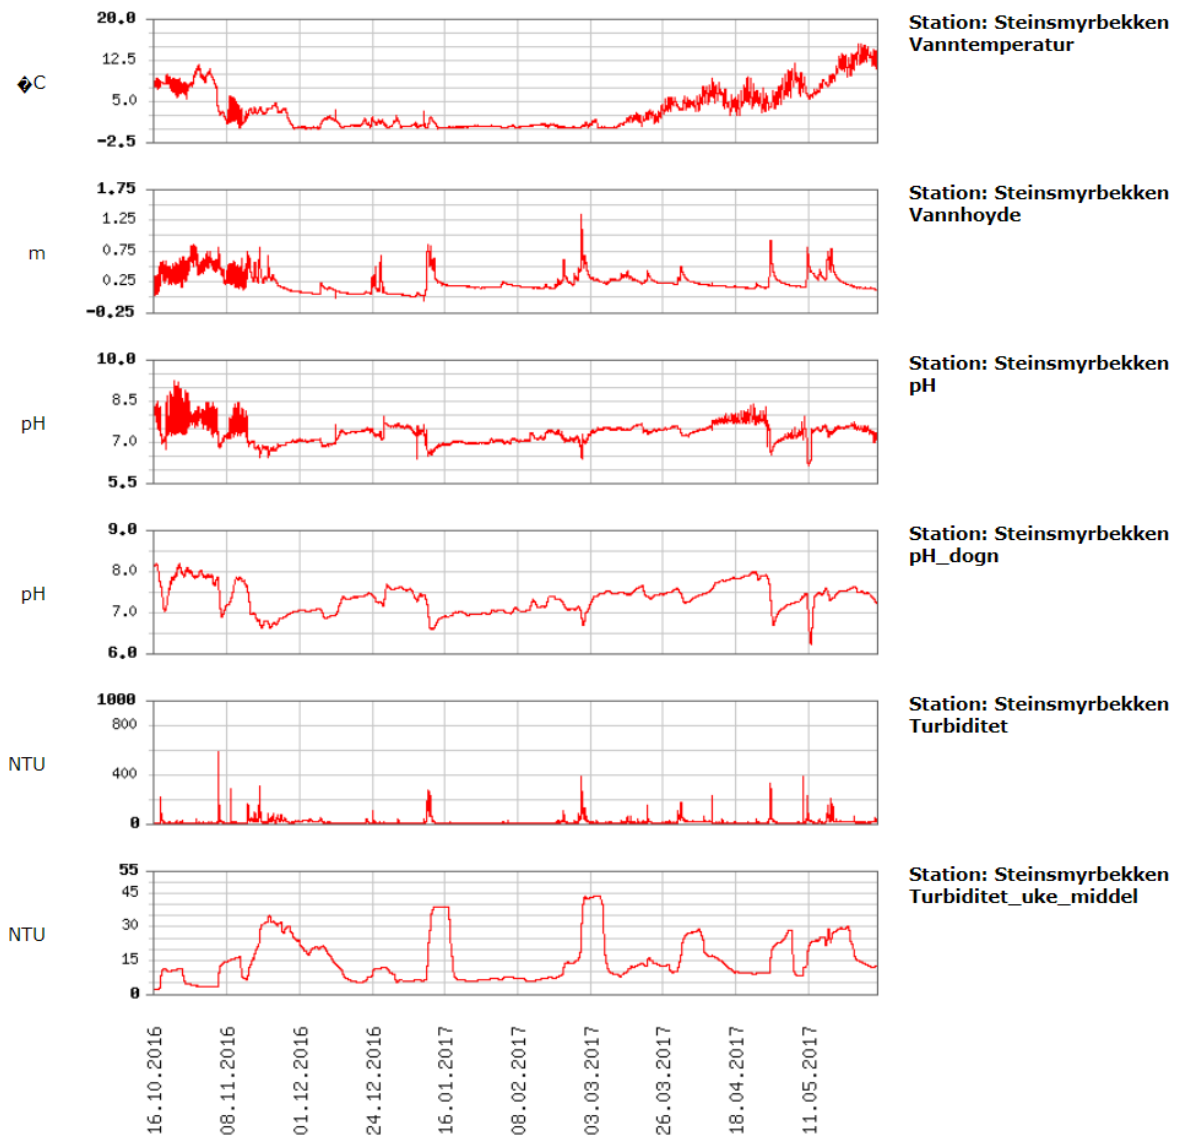 20.0
12.5
5.0
-2.5
�C
Station: Steinsmyrbekken
Vanntemperatur
1.75
1.25
0.75
0.25
-0.25
m
Station: Steinsmyrbekken
Vannhoyde
10.0
8.5
7.0
5.5
pH
Station: Steinsmyrbekken
pH
9.0
8.0
7.0
6.0
pH
Station: Steinsmyrbekken
pH_dogn
1000
800
400
0
NTU
Station: Steinsmyrbekken
Turbiditet
55
45
30
15
0
NTU
Station: Steinsmyrbekken
Turbiditet_uke_middel
16.10.2016
08.11.2016
01.12.2016
24.12.2016
16.01.2017
08.02.2017
03.03.2017
26.03.2017
18.04.2017
11.05.2017